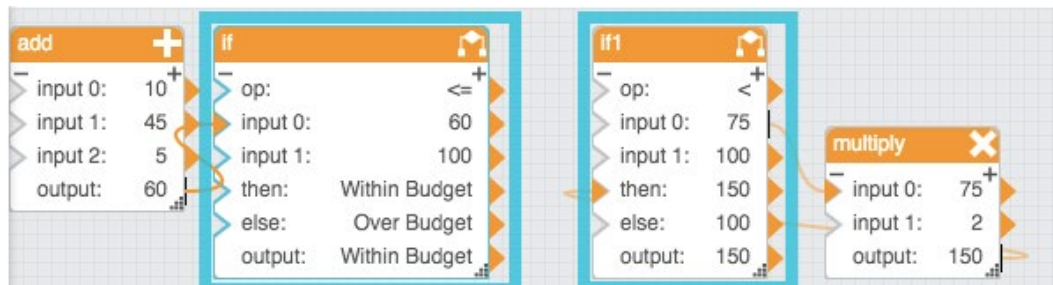 add
input 0: 10
input 1: 45
input 2: 5
output: 60
if
op: <=
input 0: 60
input 1: 100
then: Within Budget
else: Over Budget
output: Within Budget
if1
op: <
input 0: 75
input 1: 100
then: 150
else: 100
output: 150
multiply
input 0: 75
input 1: 2
output: 150